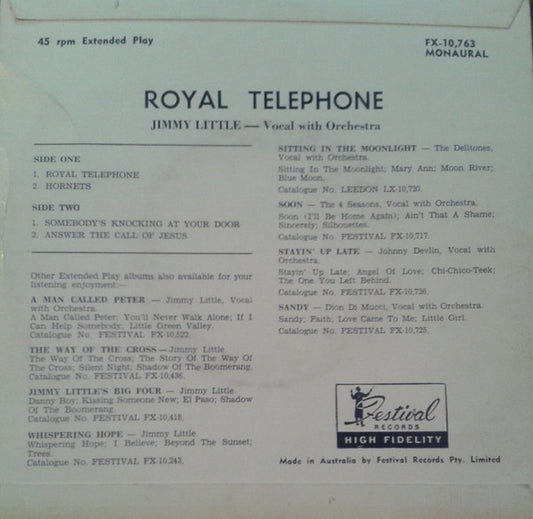 45 rpm Extended Play
FX-10,763
MONAURAL
ROYAL TELEPHONE
JIMMY LITTLE — Vocal with Orchestra
SIDE ONE
1. ROYAL TELEPHONE
2. HORNETS
SIDE TWO
1. SOMEBODY'S KNOCKING AT YOUR DOOR
2. ANSWER THE CALL OF JESUS
Other Extended Play albums also available for your
listening enjoyment:—
A MAN CALLED PETER — Jimmy Little, Vocal
with Orchestra.
A Man Called Peter; You'll Never Walk Alone; If I
Can Help Somebody; Little Green Valley.
Catalogue No. FESTIVAL FX-10,522.
THE WAY OF THE CROSS — Jimmy Little.
The Way Of The Cross; The Story Of The Way Of
The Cross; Silent Night; Shadow Of The Boomerang.
Catalogue No. FESTIVAL FX-10,436.
JIMMY LITTLE'S BIG FOUR — Jimmy Little.
Danny Boy; Kissing Someone New; El Paso; Shadow
Of The Boomerang.
Catalogue No. FESTIVAL FX-10,418.
WHISPERING HOPE — Jimmy Little.
Whispering Hope; I Believe; Beyond The Sunset;
Trees.
Catalogue No. FESTIVAL FX-10,243.
SITTING IN THE MOONLIGHT — The Delltones,
Vocal with Orchestra.
Sitting In The Moonlight; Mary Ann; Moon River;
Blue Moon.
Catalogue No. LEEDON LX-10,720.
SOON — The 4 Seasons, Vocal with Orchestra.
Soon (I'll Be Home Again); Ain't That A Shame;
Sincerely; Silhouettes.
Catalogue No. FESTIVAL FX-10,717.
STAYIN' UP LATE — Johnny Devlin, Vocal with
Orchestra.
Stayin' Up Late; Angel Of Love; Chi-Chico-Teek;
The One You Left Behind.
Catalogue No. FESTIVAL FX-10,726.
SANDY — Dion Di Mucci, Vocal with Orchestra.
Sandy; Faith; Love Came To Me; Little Girl.
Catalogue No. FESTIVAL FX-10,725.
Festival
RECORDS
HIGH FIDELITY
Made in Australia by Festival Records Pty. Limited